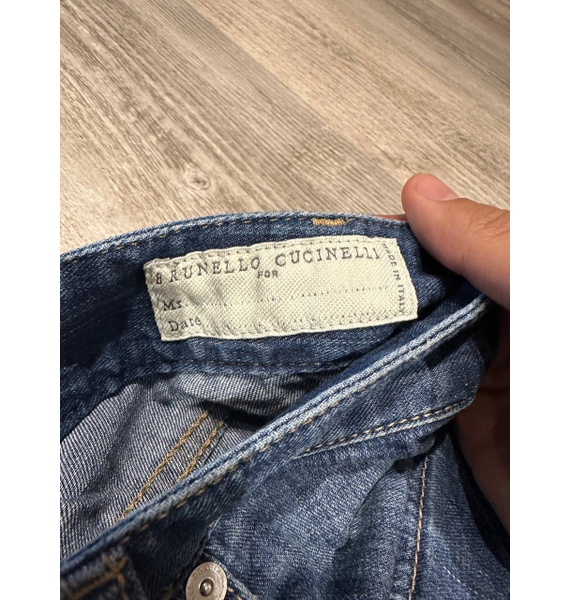 BRUNELLO CUCINELLI
FOR
Mr
Date
MADE IN ITALY